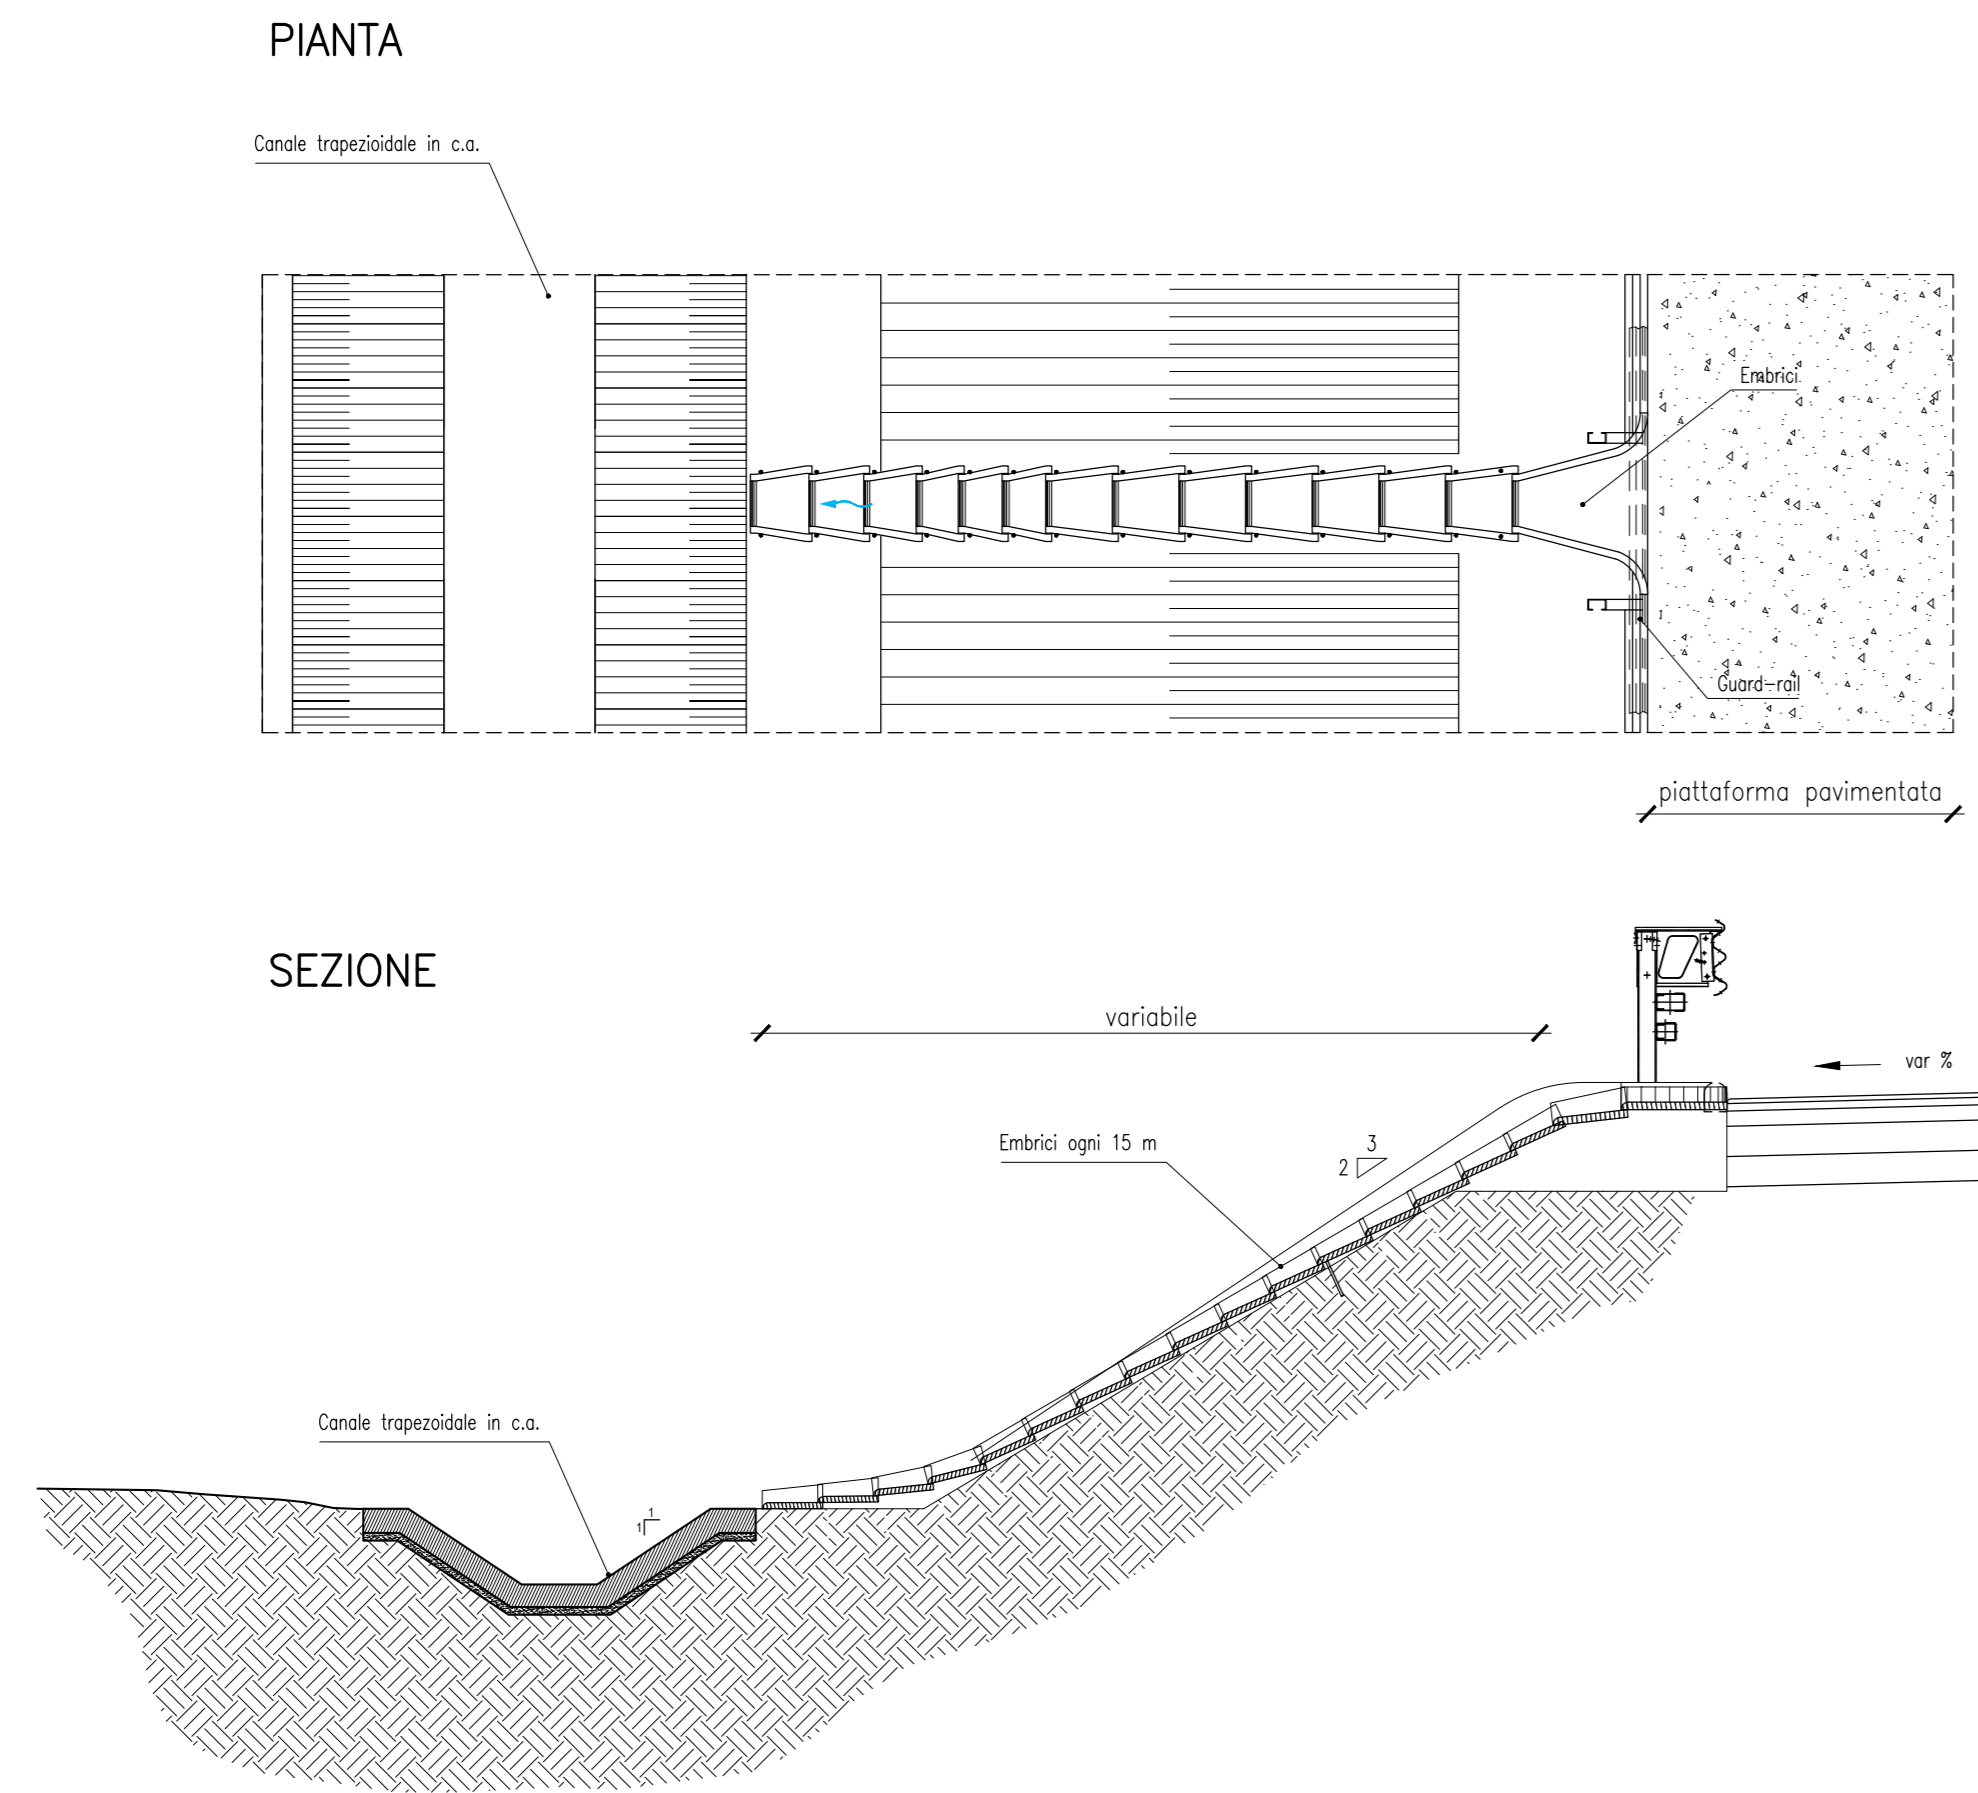 PIANTA
Canale trapezioidale in c.a.
Embrici
Guard-rail
piattaforma pavimentata
SEZIONE
variabile
var %
Embrici ogni 15 m
3
2
Canale trapezoidale in c.a.
1
1